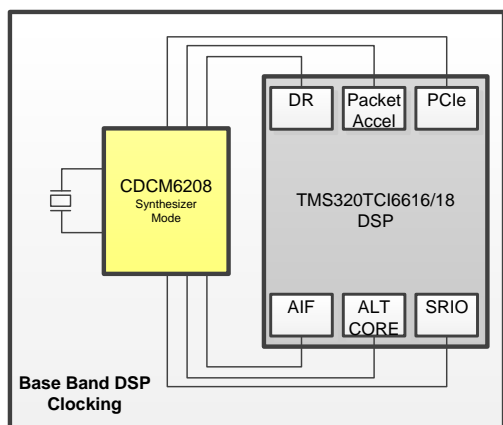 DR
Packet
Accel
PCIe
CDCM6208
Synthesizer
Mode
TMS320TCI6616/18
DSP
AIF
ALT
CORE
SRIO
Base Band DSP
Clocking